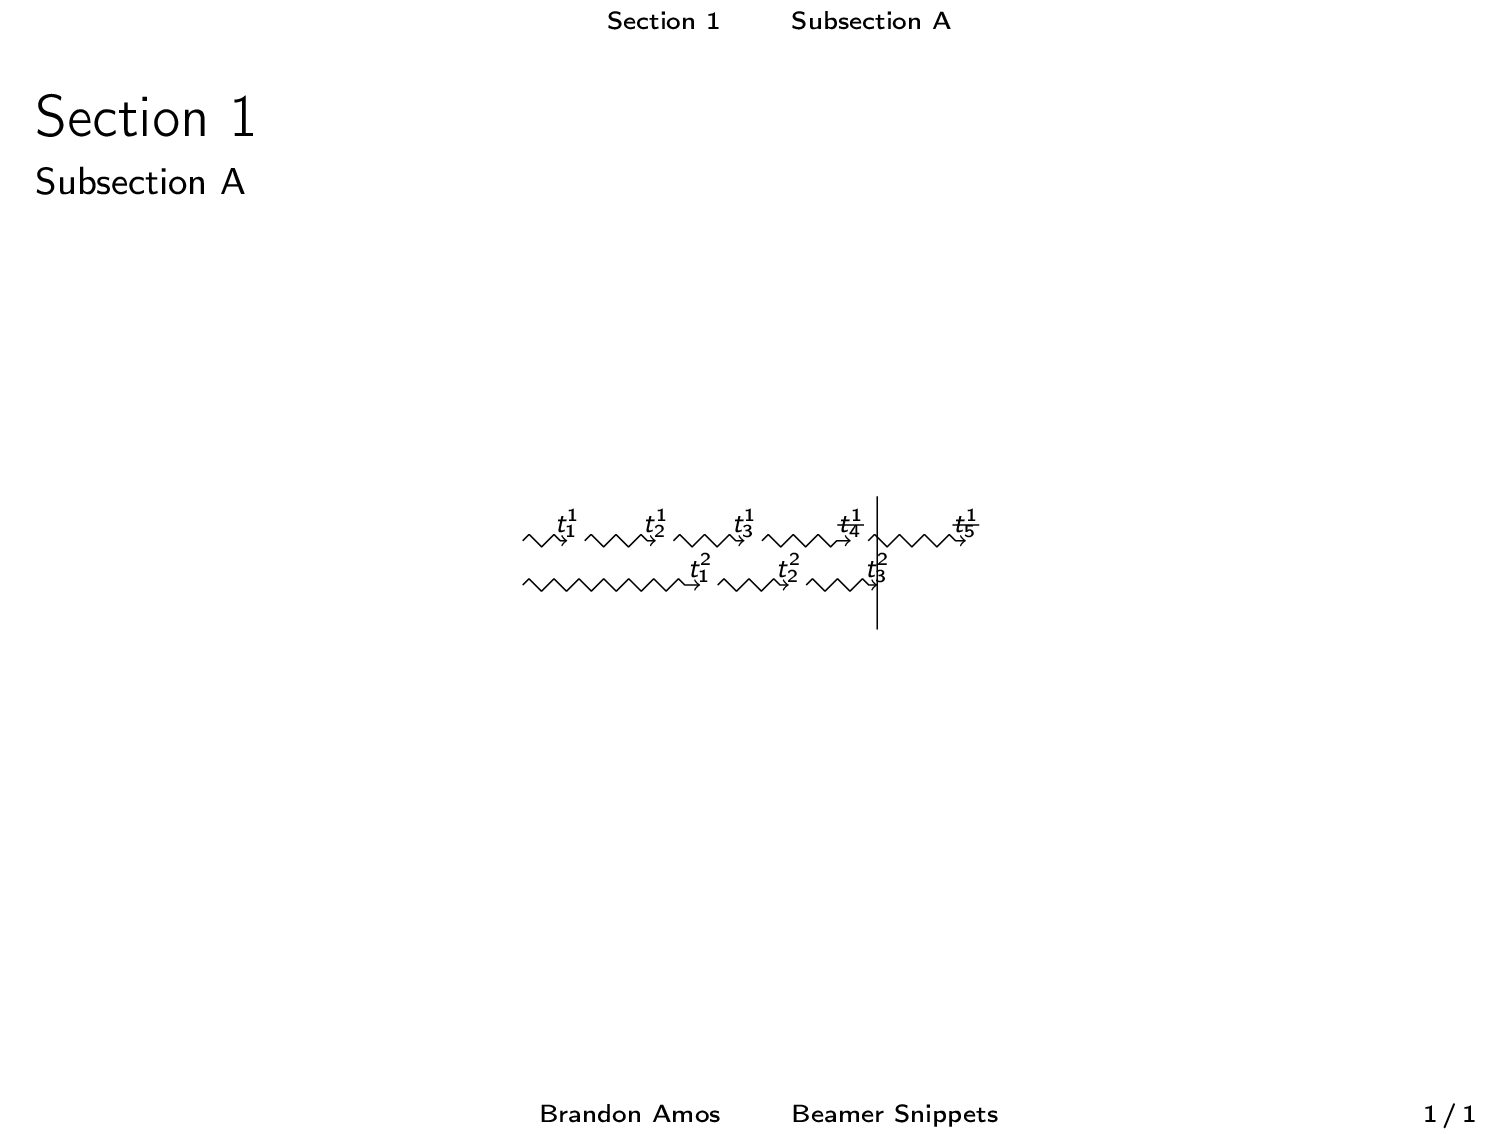 Section 1 Subsection A
Section 1
Subsection A
t_1^1 t_2^1 t_3^1 t_4^1 t_5^1
t_1^2 t_2^2 t_3^2
Brandon Amos Beamer Snippets 1 / 1